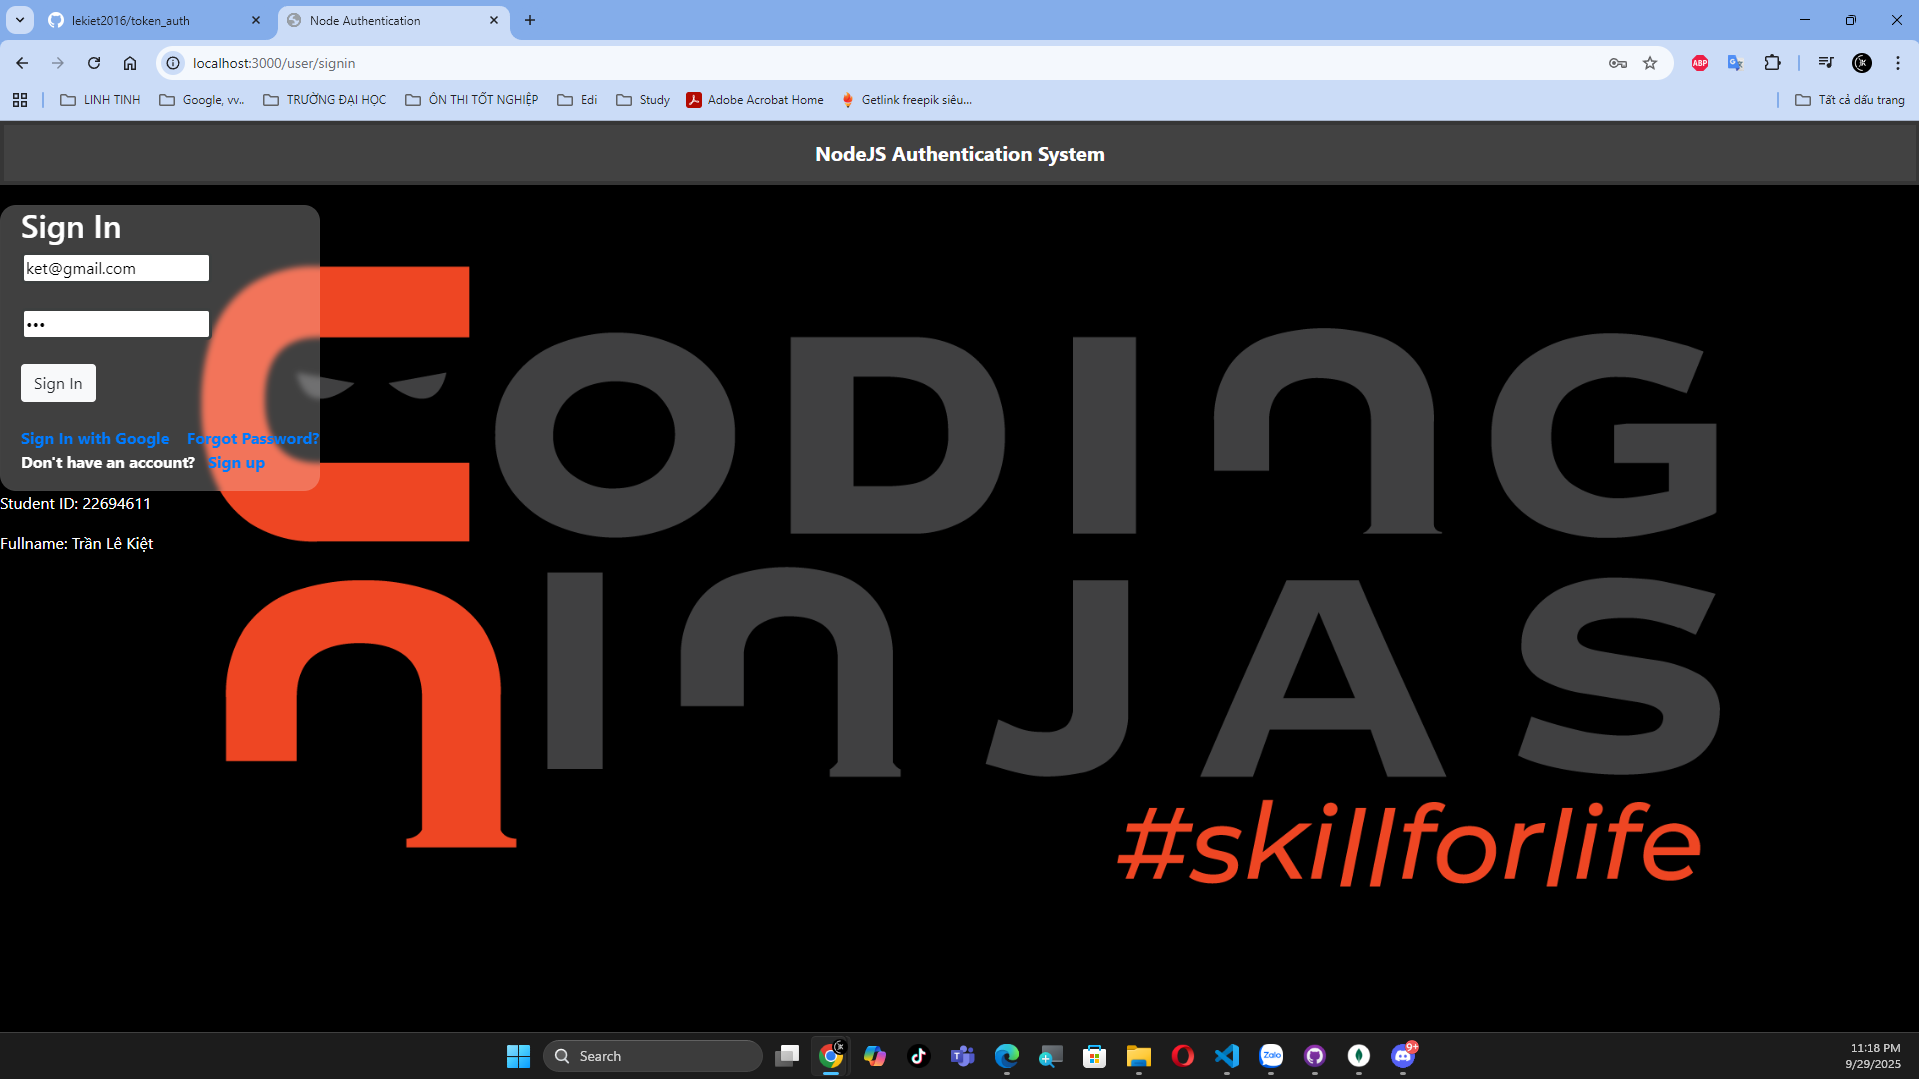 lekiet2016/token_auth
Node Authentication
localhost:3000/user/signin
ABP
LINH TINH
Google, vv..
TRƯỜNG ĐẠI HỌC
ÔN THI TỐT NGHIỆP
Edi
Study
Adobe Acrobat Home
Getlink freepik siêu...
Tất cả dấu trang
NodeJS Authentication System
Sign In
ket@gmail.com
•••
Sign In
Sign In with Google Forgot Password?
Don't have an account? Sign up
Student ID: 22694611
Fullname: Trần Lê Kiệt
CODING
NINJAS
#skillforlife
Search
Zalo
9+
11:18 PM
9/29/2025